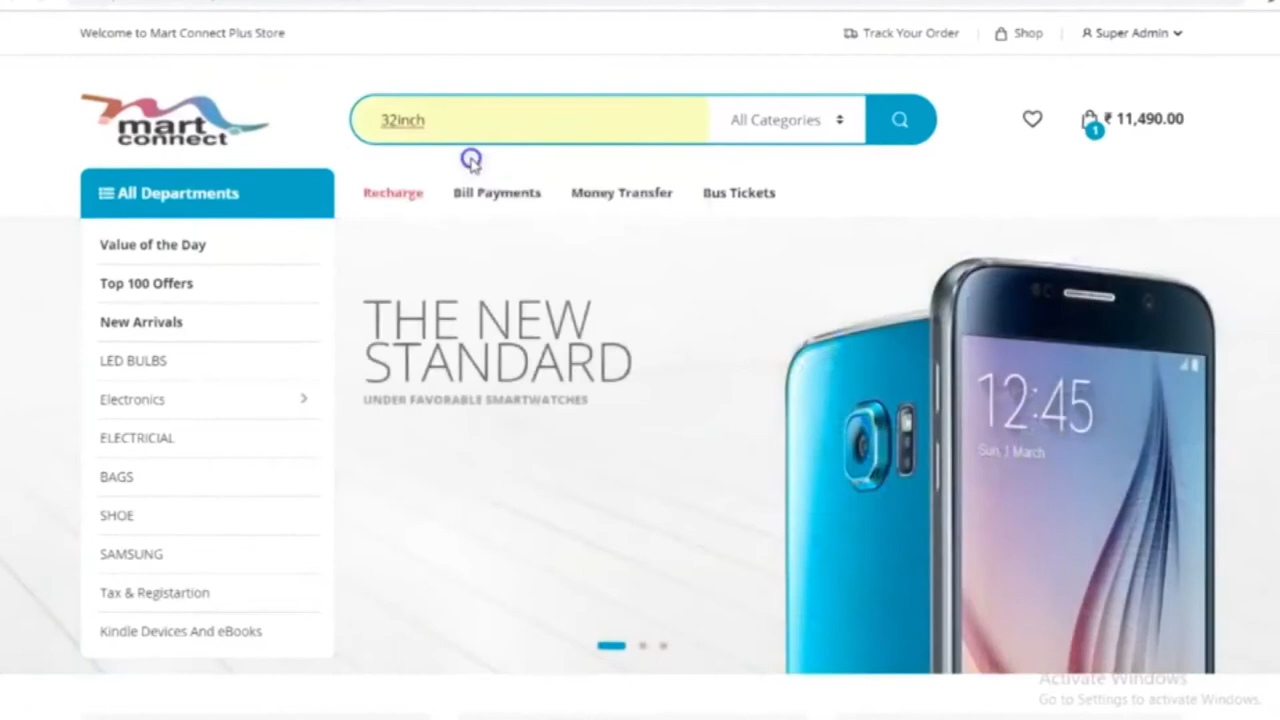 Welcome to Mart Connect Plus Store
Track Your Order
Shop
Super Admin
mart
connect
32inch
All Categories
₹ 11,490.00
1
All Departments
Recharge
Bill Payments
Money Transfer
Bus Tickets
Value of the Day
Top 100 Offers
New Arrivals
LED BULBS
Electronics
ELECTRICIAL
BAGS
SHOE
SAMSUNG
Tax & Registartion
Kindle Devices And eBooks
THE NEW
STANDARD
UNDER FAVORABLE SMARTWATCHES
12:45
Sun, 1 March
Activate Windows
Go to Settings to activate Windows.